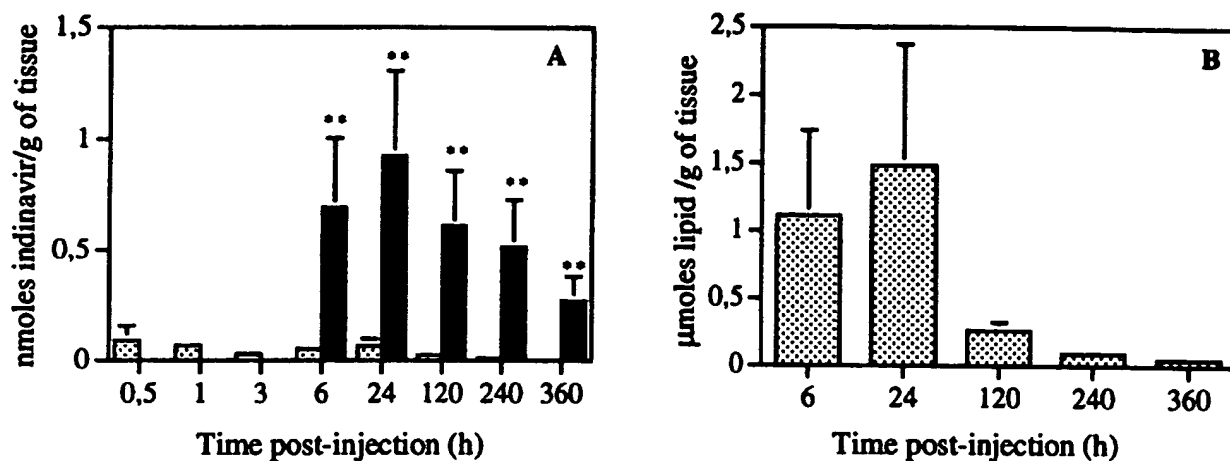 nmoles indinavir/g of tissue
1,5
1
0,5
0
A
**
**
**
**
**
0,5 1 3 6 24 120 240 360
Time post-injection (h)
µmoles lipid /g of tissue
2,5
2
1,5
1
0,5
0
B
6 24 120 240 360
Time post-injection (h)